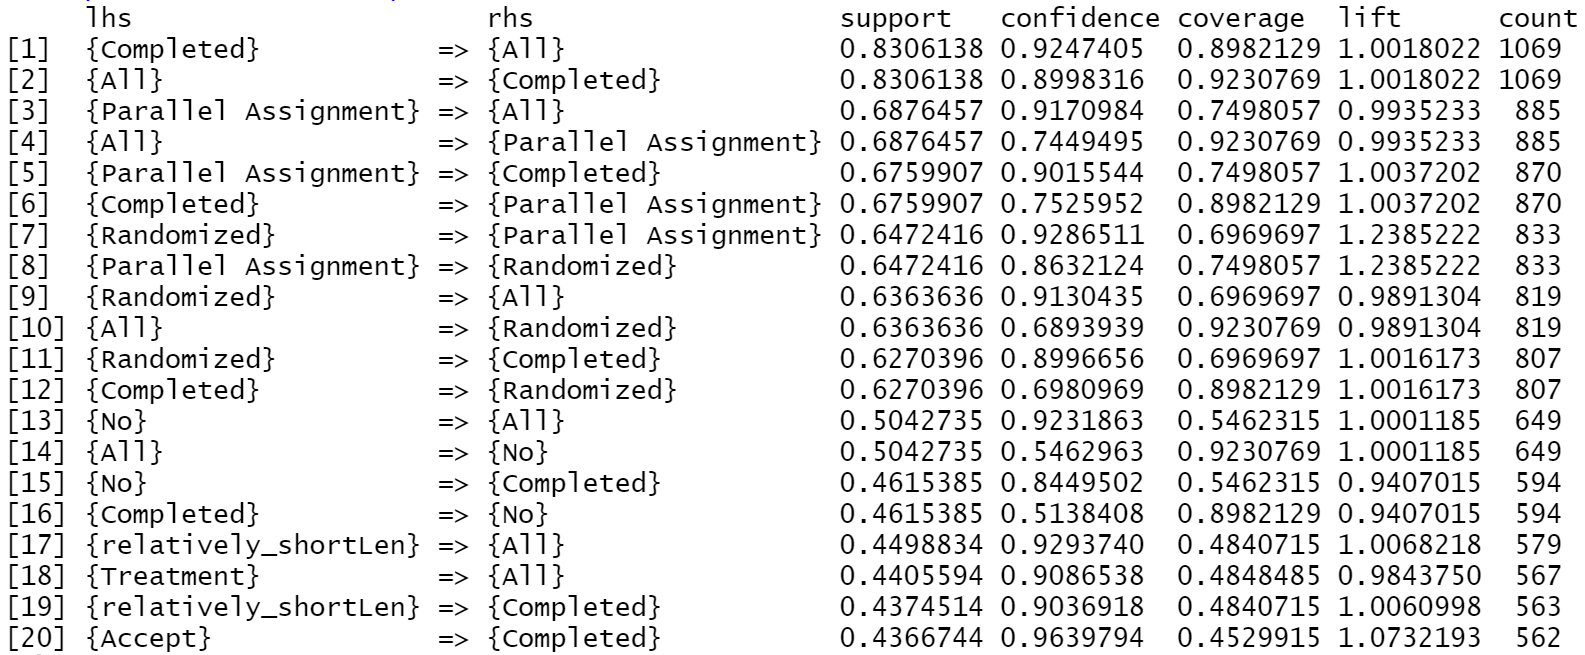 lhs rhs support confidence coverage lift count
[1] {Completed} => {All} 0.8306138 0.9247405 0.8982129 1.0018022 1069
[2] {All} => {Completed} 0.8306138 0.8998316 0.9230769 1.0018022 1069
[3] {Parallel Assignment} => {All} 0.6876457 0.9170984 0.7498057 0.9935233 885
[4] {All} => {Parallel Assignment} 0.6876457 0.7449495 0.9230769 0.9935233 885
[5] {Parallel Assignment} => {Completed} 0.6759907 0.9015544 0.7498057 1.0037202 870
[6] {Completed} => {Parallel Assignment} 0.6759907 0.7525952 0.8982129 1.0037202 870
[7] {Randomized} => {Parallel Assignment} 0.6472416 0.9286511 0.6969697 1.2385222 833
[8] {Parallel Assignment} => {Randomized} 0.6472416 0.8632124 0.7498057 1.2385222 833
[9] {Randomized} => {All} 0.6363636 0.9130435 0.6969697 0.9891304 819
[10] {All} => {Randomized} 0.6363636 0.6893939 0.9230769 0.9891304 819
[11] {Randomized} => {Completed} 0.6270396 0.8996656 0.6969697 1.0016173 807
[12] {Completed} => {Randomized} 0.6270396 0.6980969 0.8982129 1.0016173 807
[13] {No} => {All} 0.5042735 0.9231863 0.5462315 1.0001185 649
[14] {All} => {No} 0.5042735 0.5462963 0.9230769 1.0001185 649
[15] {No} => {Completed} 0.4615385 0.8449502 0.5462315 0.9407015 594
[16] {Completed} => {No} 0.4615385 0.5138408 0.8982129 0.9407015 594
[17] {relatively_shortLen} => {All} 0.4498834 0.9293740 0.4840715 1.0068218 579
[18] {Treatment} => {All} 0.4405594 0.9086538 0.4848485 0.9843750 567
[19] {relatively_shortLen} => {Completed} 0.4374514 0.9036918 0.4840715 1.0060998 563
[20] {Accept} => {Completed} 0.4366744 0.9639794 0.4529915 1.0732193 562